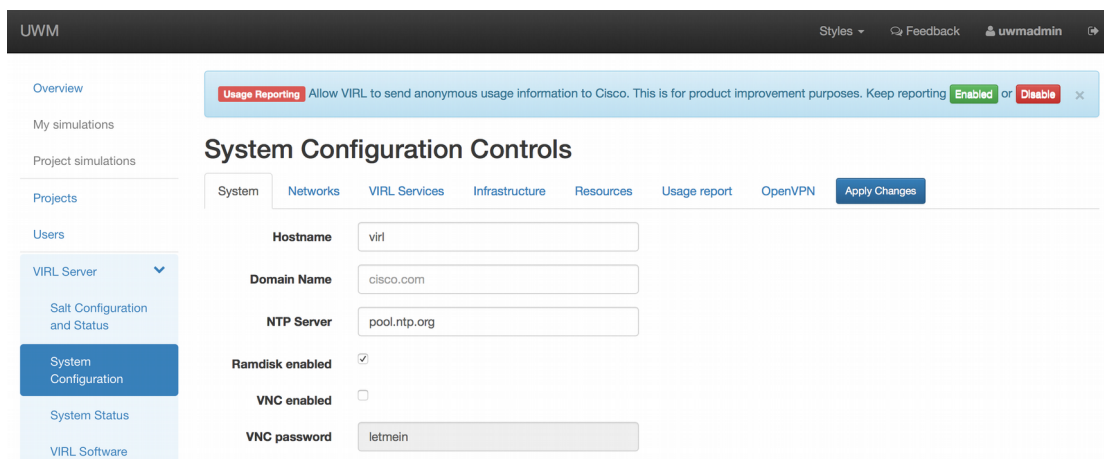 UWM
Styles
Feedback
uwmadmin
Overview
My simulations
Project simulations
Projects
Users
VIRL Server
Salt Configuration
and Status
System
Configuration
System Status
VIRL Software
Usage Reporting Allow VIRL to send anonymous usage information to Cisco. This is for product improvement purposes. Keep reporting Enabled or Disable ×
System Configuration Controls
System Networks VIRL Services Infrastructure Resources Usage report OpenVPN Apply Changes
Hostname virl
Domain Name cisco.com
NTP Server pool.ntp.org
Ramdisk enabled
VNC enabled
VNC password letmein